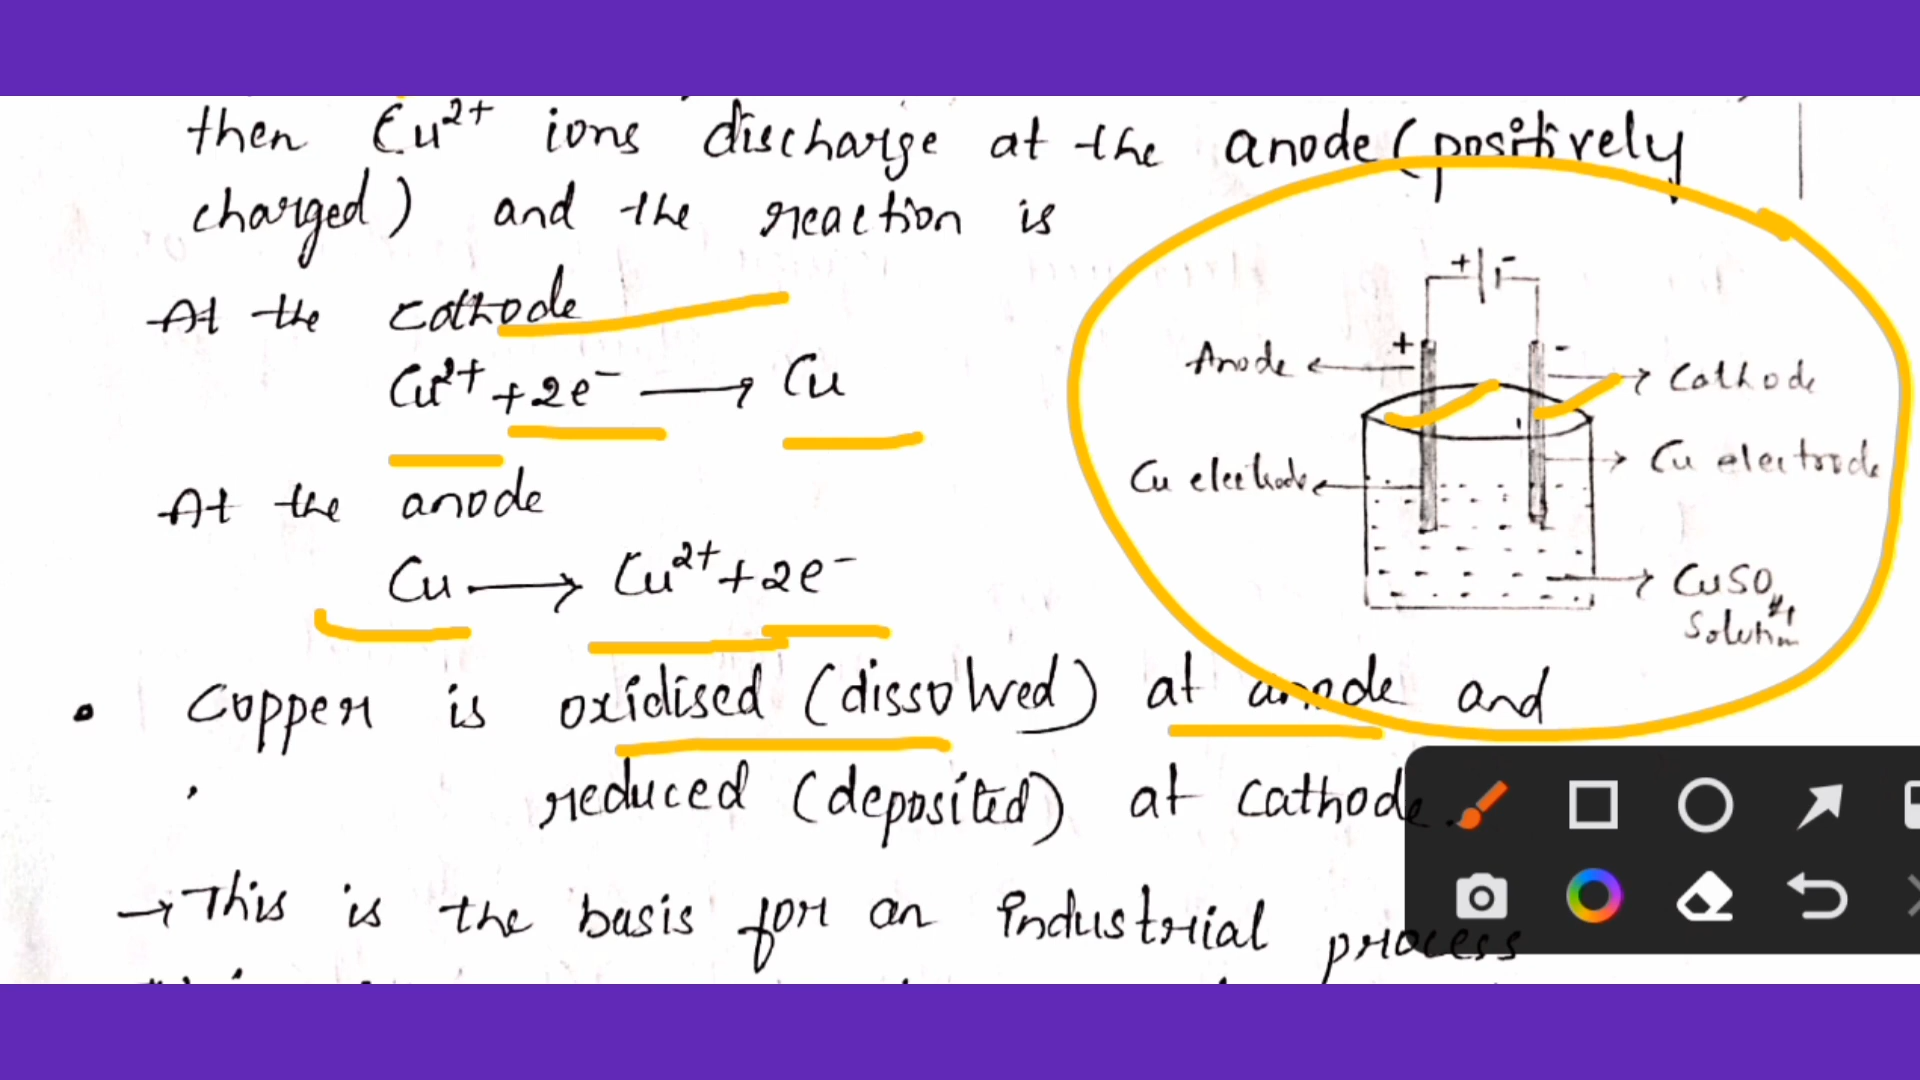 then Cu²⁺ ions discharge at the anode (positively
charged) and the reaction is
At the cathode
Cu²⁺ + 2e⁻ ⟶ Cu
At the anode
Cu ⟶ Cu²⁺ + 2e⁻
• Copper is oxidised (dissolved) at anode and
reduced (deposited) at cathode.
→ This is the basis for an industrial process
+ -
+ -
Anode
Cathode
Cu electrode
Cu electrode
CuSO₄
Solution